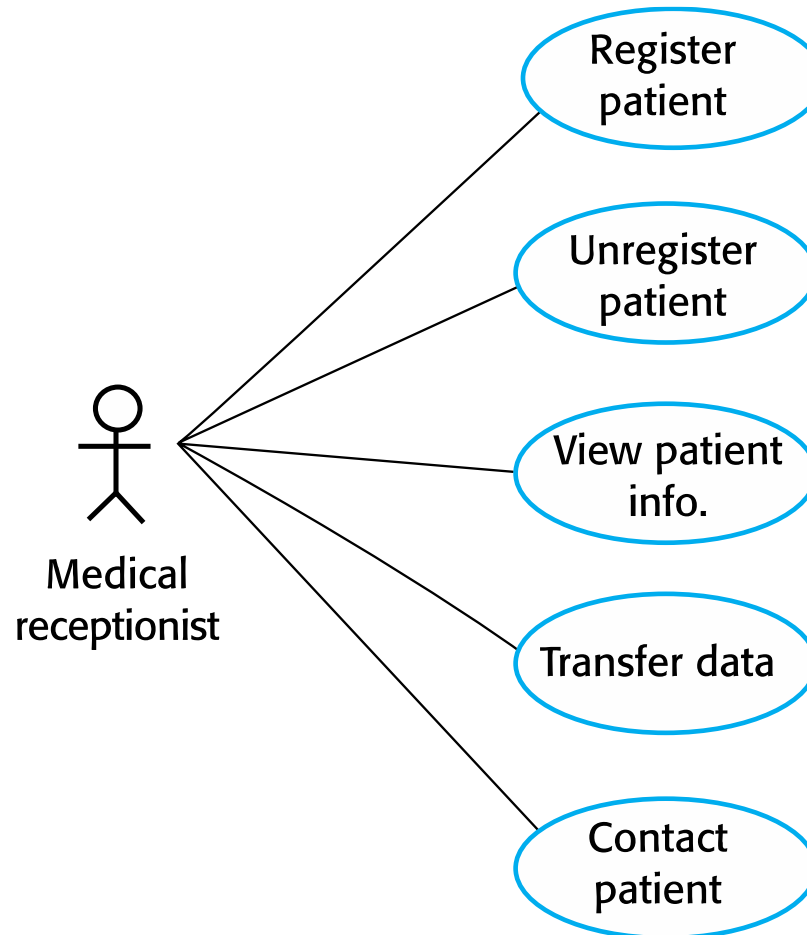 Register
patient
Unregister
patient
View patient
info.
Medical
receptionist
Transfer data
Contact
patient